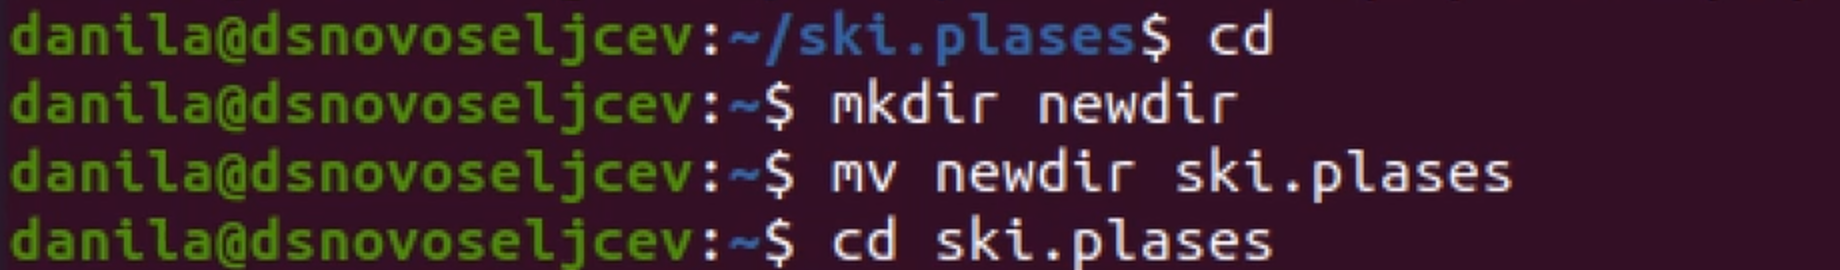 danila@dsnovoseljcev:~/ski.plases$ cd
danila@dsnovoseljcev:~$ mkdir newdir
danila@dsnovoseljcev:~$ mv newdir ski.plases
danila@dsnovoseljcev:~$ cd ski.plases